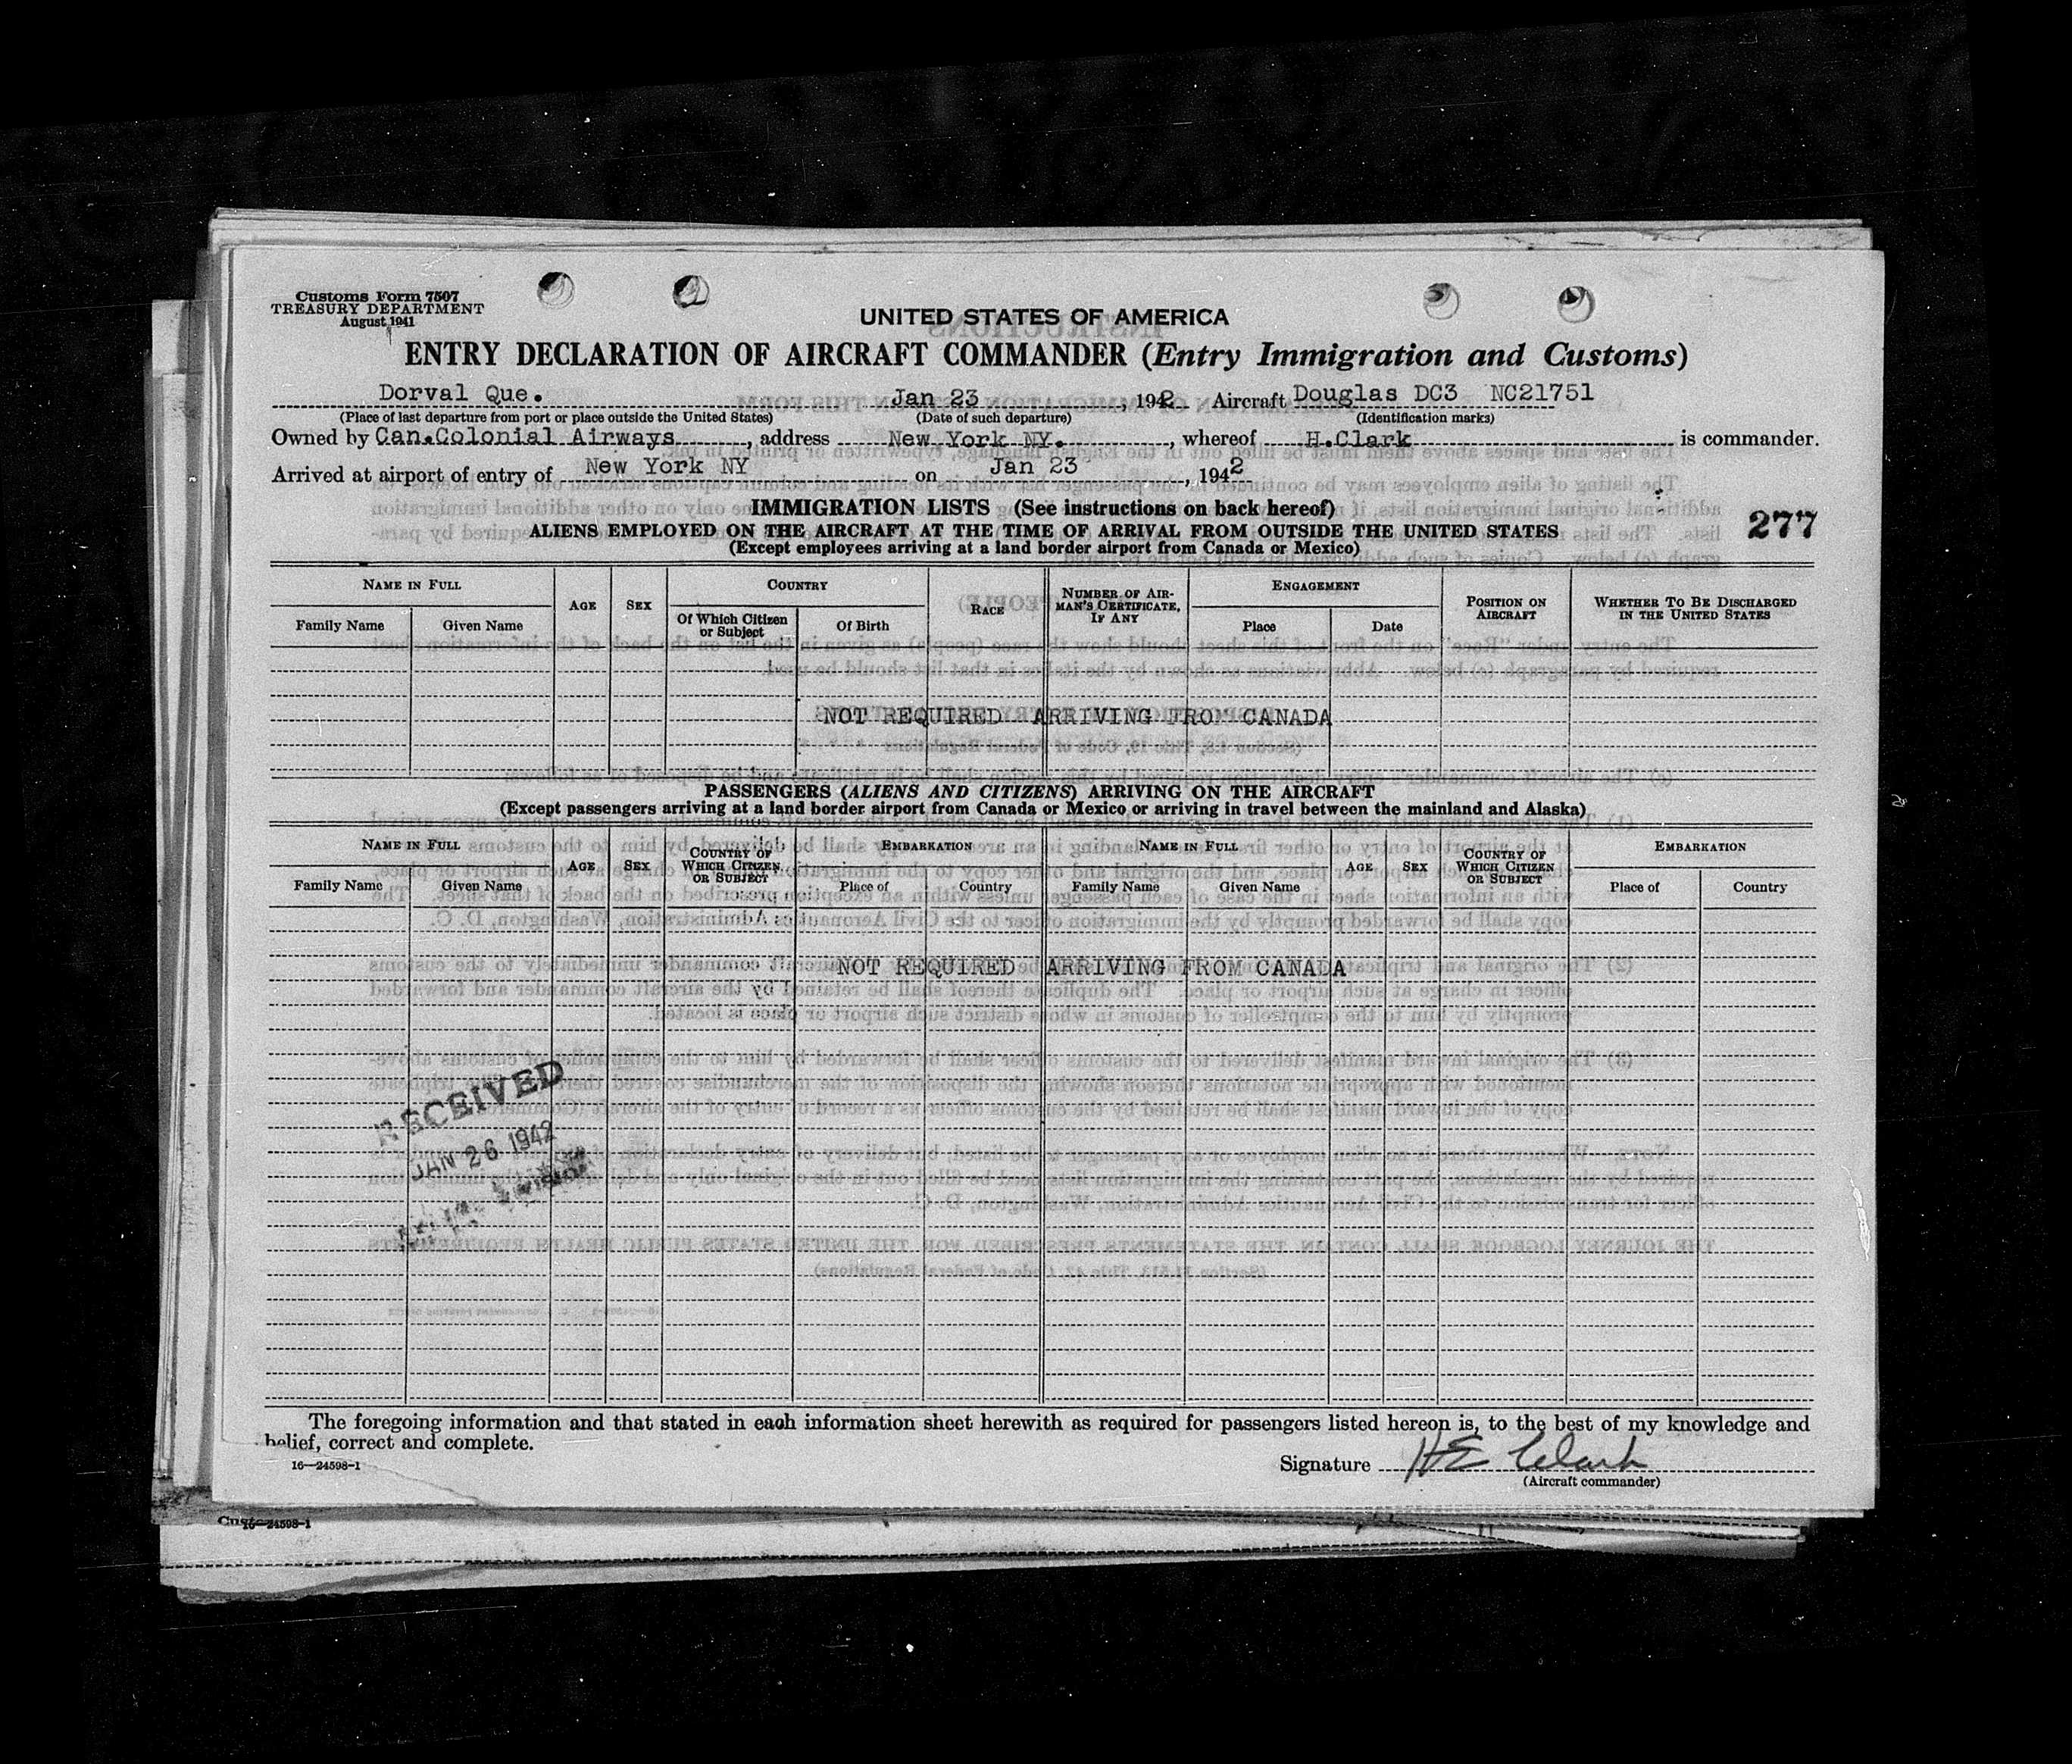 Customs Form 7507
TREASURY DEPARTMENT
August 1941
UNITED STATES OF AMERICA
ENTRY DECLARATION OF AIRCRAFT COMMANDER (Entry Immigration and Customs)
Dorval Que. Jan 23, 1942 Aircraft Douglas DC3 NC21751
(Place of last departure from port or place outside the United States) (Date of such departure) (Identification marks)
Owned by Can.Colonial Airways, address New York NY., whereof H.Clark is commander.
Arrived at airport of entry of New York NY on Jan 23, 1942
IMMIGRATION LISTS (See instructions on back hereof)
277
ALIENS EMPLOYED ON THE AIRCRAFT AT THE TIME OF ARRIVAL FROM OUTSIDE THE UNITED STATES
(Except employees arriving at a land border airport from Canada or Mexico)
NAME IN FULL AGE SEX COUNTRY RACE NUMBER OF AIRMAN'S CERTIFICATE, IF ANY ENGAGEMENT POSITION ON AIRCRAFT WHETHER TO BE DISCHARGED IN THE UNITED STATES
Family Name Given Name Of Which Citizen or Subject Of Birth Place Date
NOT REQUIRED ARRIVING FROM CANADA
PASSENGERS (ALIENS AND CITIZENS) ARRIVING ON THE AIRCRAFT
(Except passengers arriving at a land border airport from Canada or Mexico or arriving in travel between the mainland and Alaska)
NAME IN FULL AGE SEX COUNTRY OF WHICH CITIZEN OR SUBJECT EMBARKATION NAME IN FULL AGE SEX COUNTRY OF WHICH CITIZEN OR SUBJECT EMBARKATION
Family Name Given Name Place of Country Family Name Given Name Place of Country
NOT REQUIRED ARRIVING FROM CANADA
RECEIVED
JAN 26 1942
The foregoing information and that stated in each information sheet herewith as required for passengers listed hereon is, to the best of my knowledge and
belief, correct and complete.
16—24598-1
Signature HE Clark
(Aircraft commander)
16—24598-1